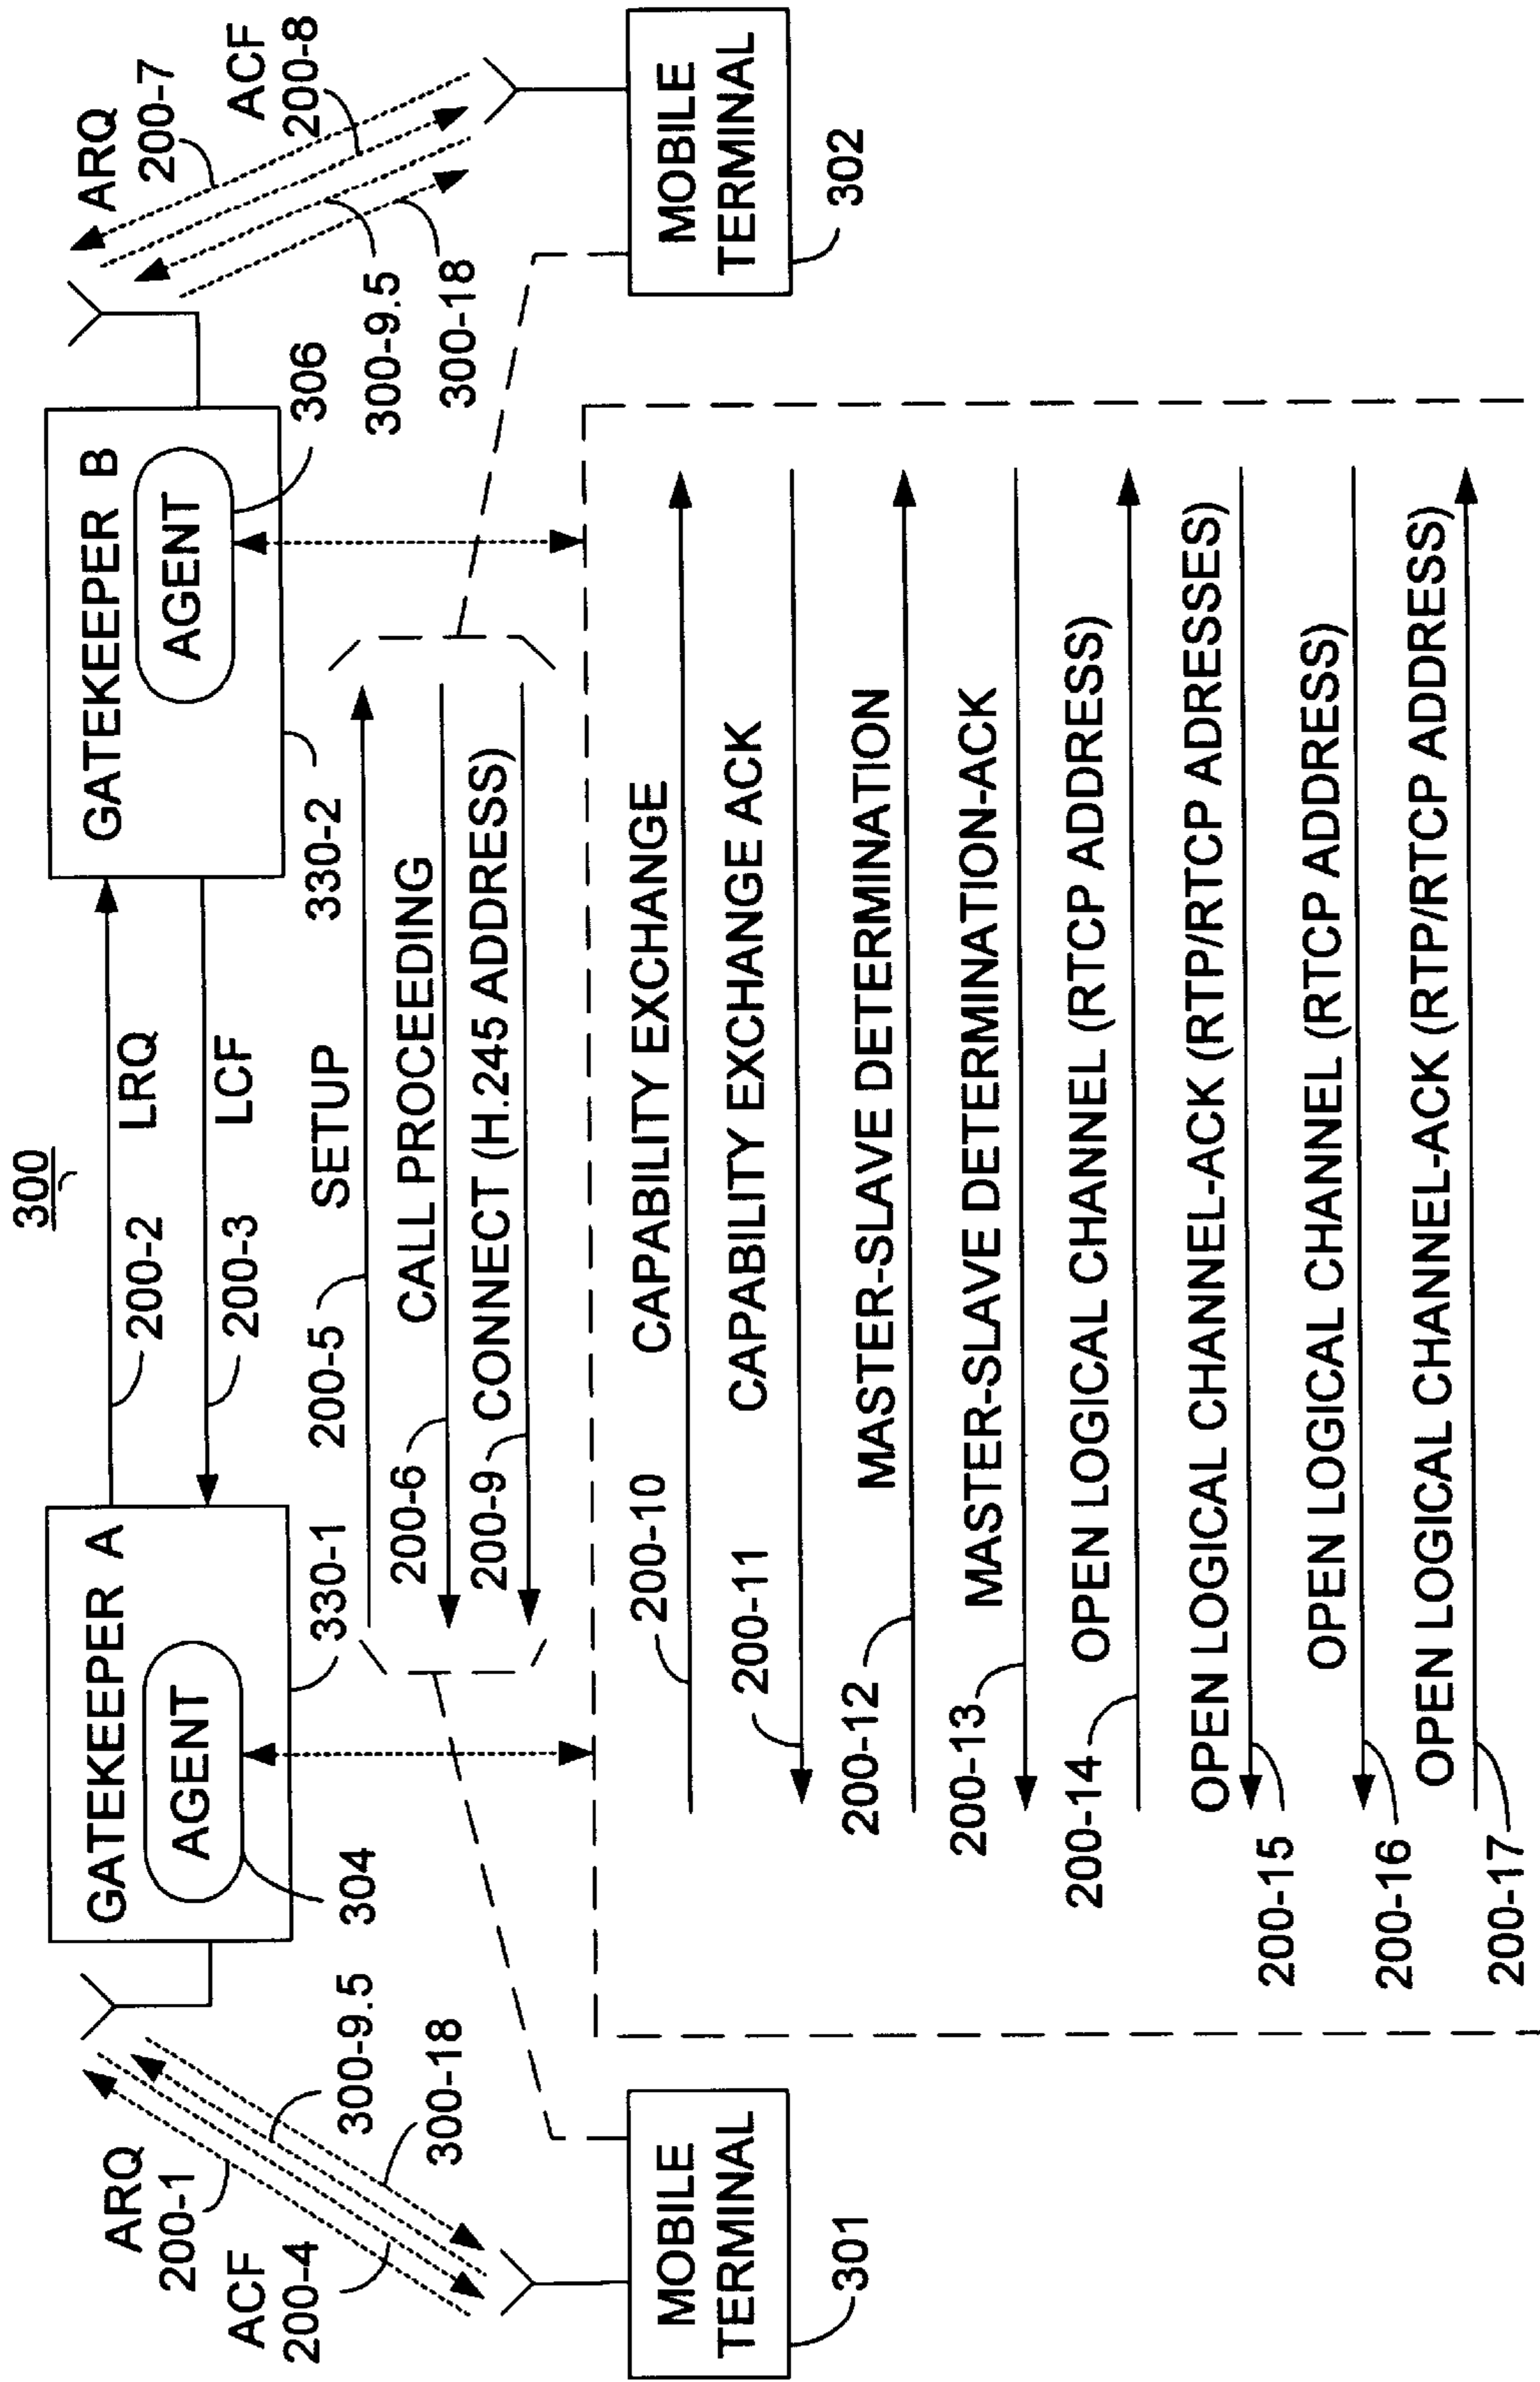 300
GATEKEEPER A
AGENT
304
330-1
GATEKEEPER B
AGENT
306
330-2
LRQ
200-2
LCF
200-3
ARQ
200-1
ACF
200-4
300-9.5
300-18
ARQ
200-7
ACF
200-8
300-9.5
300-18
SETUP
200-5
CALL PROCEEDING
200-6
CONNECT (H.245 ADDRESS)
200-9
MOBILE
TERMINAL
301
MOBILE
TERMINAL
302
200-10
CAPABILITY EXCHANGE
200-11
CAPABILITY EXCHANGE ACK
200-12
MASTER-SLAVE DETERMINATION
200-13
MASTER-SLAVE DETERMINATION-ACK
200-14
OPEN LOGICAL CHANNEL (RTCP ADDRESS)
OPEN LOGICAL CHANNEL-ACK (RTP/RTCP ADRESSES)
200-15
OPEN LOGICAL CHANNEL (RTCP ADDRESS)
200-16
OPEN LOGICAL CHANNEL-ACK (RTP/RTCP ADDRESS)
200-17